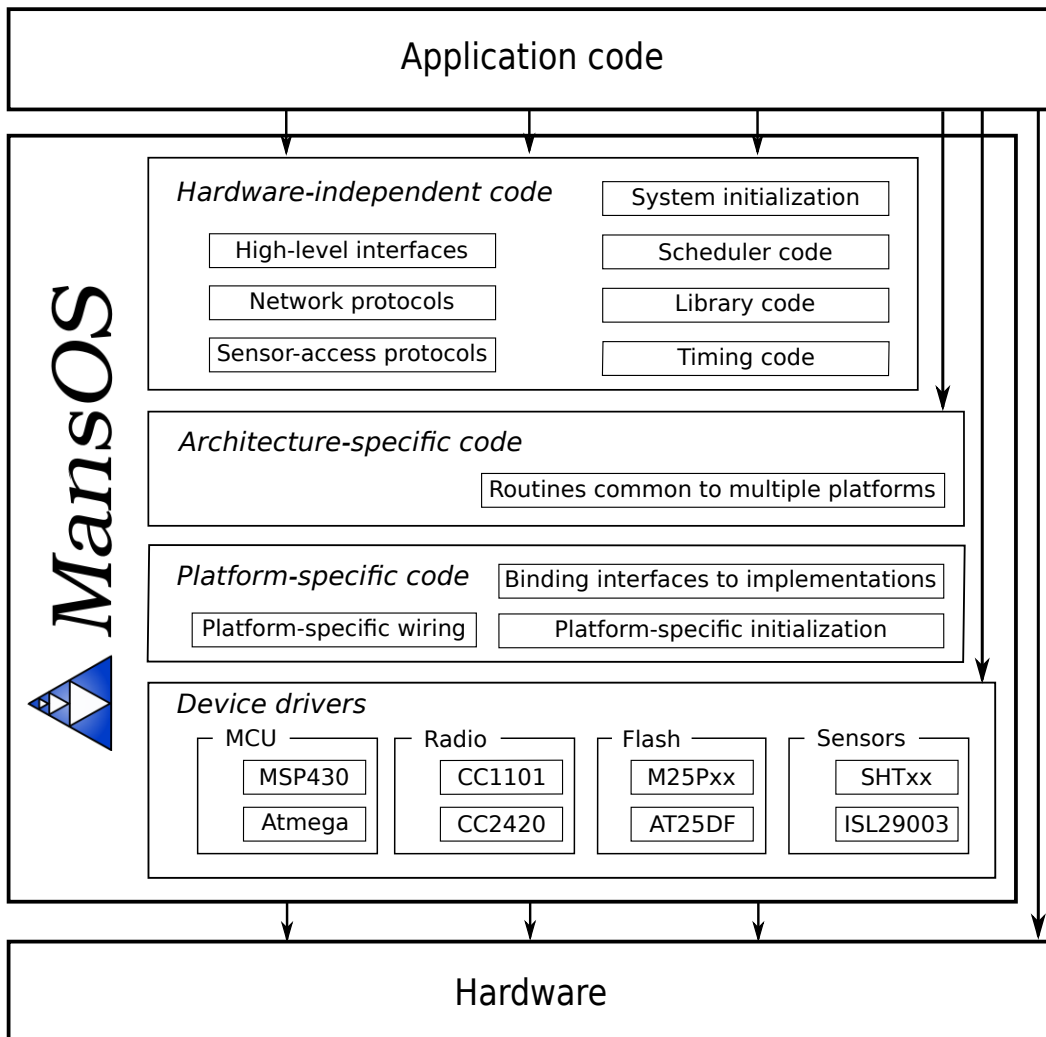 Application code
MansOS
Hardware-independent code
High-level interfaces
Network protocols
Sensor-access protocols
System initialization
Scheduler code
Library code
Timing code
Architecture-specific code
Routines common to multiple platforms
Platform-specific code
Binding interfaces to implementations
Platform-specific wiring
Platform-specific initialization
Device drivers
MCU
MSP430
Atmega
Radio
CC1101
CC2420
Flash
M25Pxx
AT25DF
Sensors
SHTxx
ISL29003
Hardware